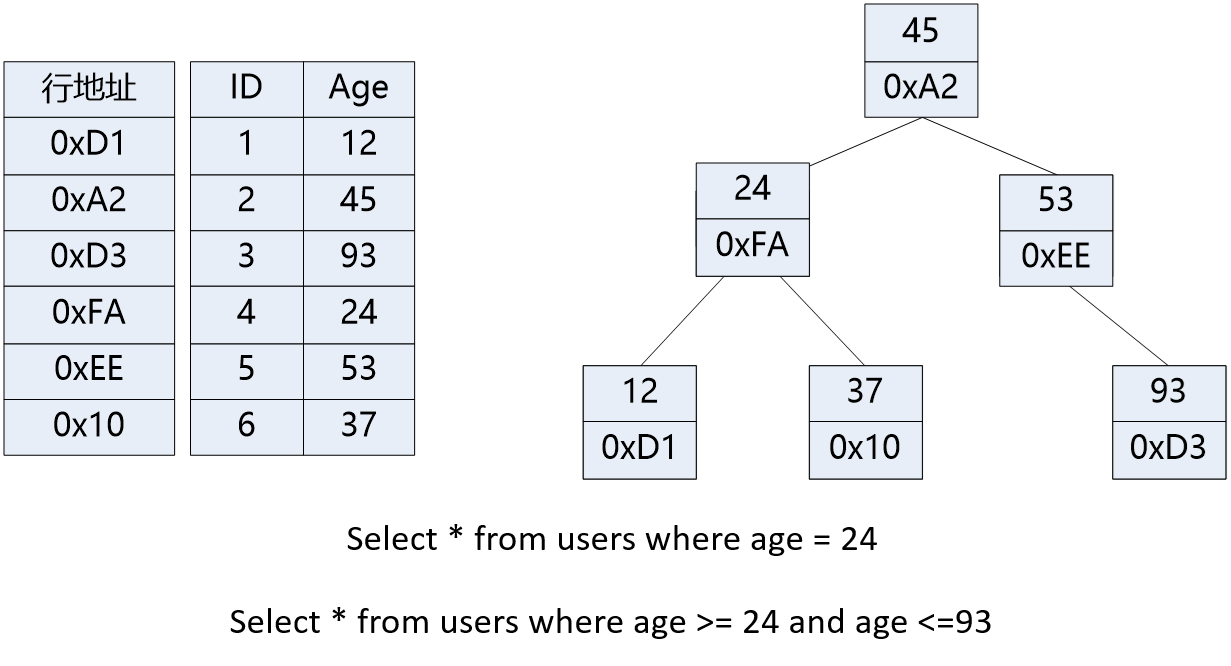 行地址 ID Age
0xD1 1 12
0xA2 2 45
0xD3 3 93
0xFA 4 24
0xEE 5 53
0x10 6 37
45
0xA2
24
0xFA
53
0xEE
12
0xD1
37
0x10
93
0xD3
Select * from users where age = 24
Select * from users where age >= 24 and age <=93